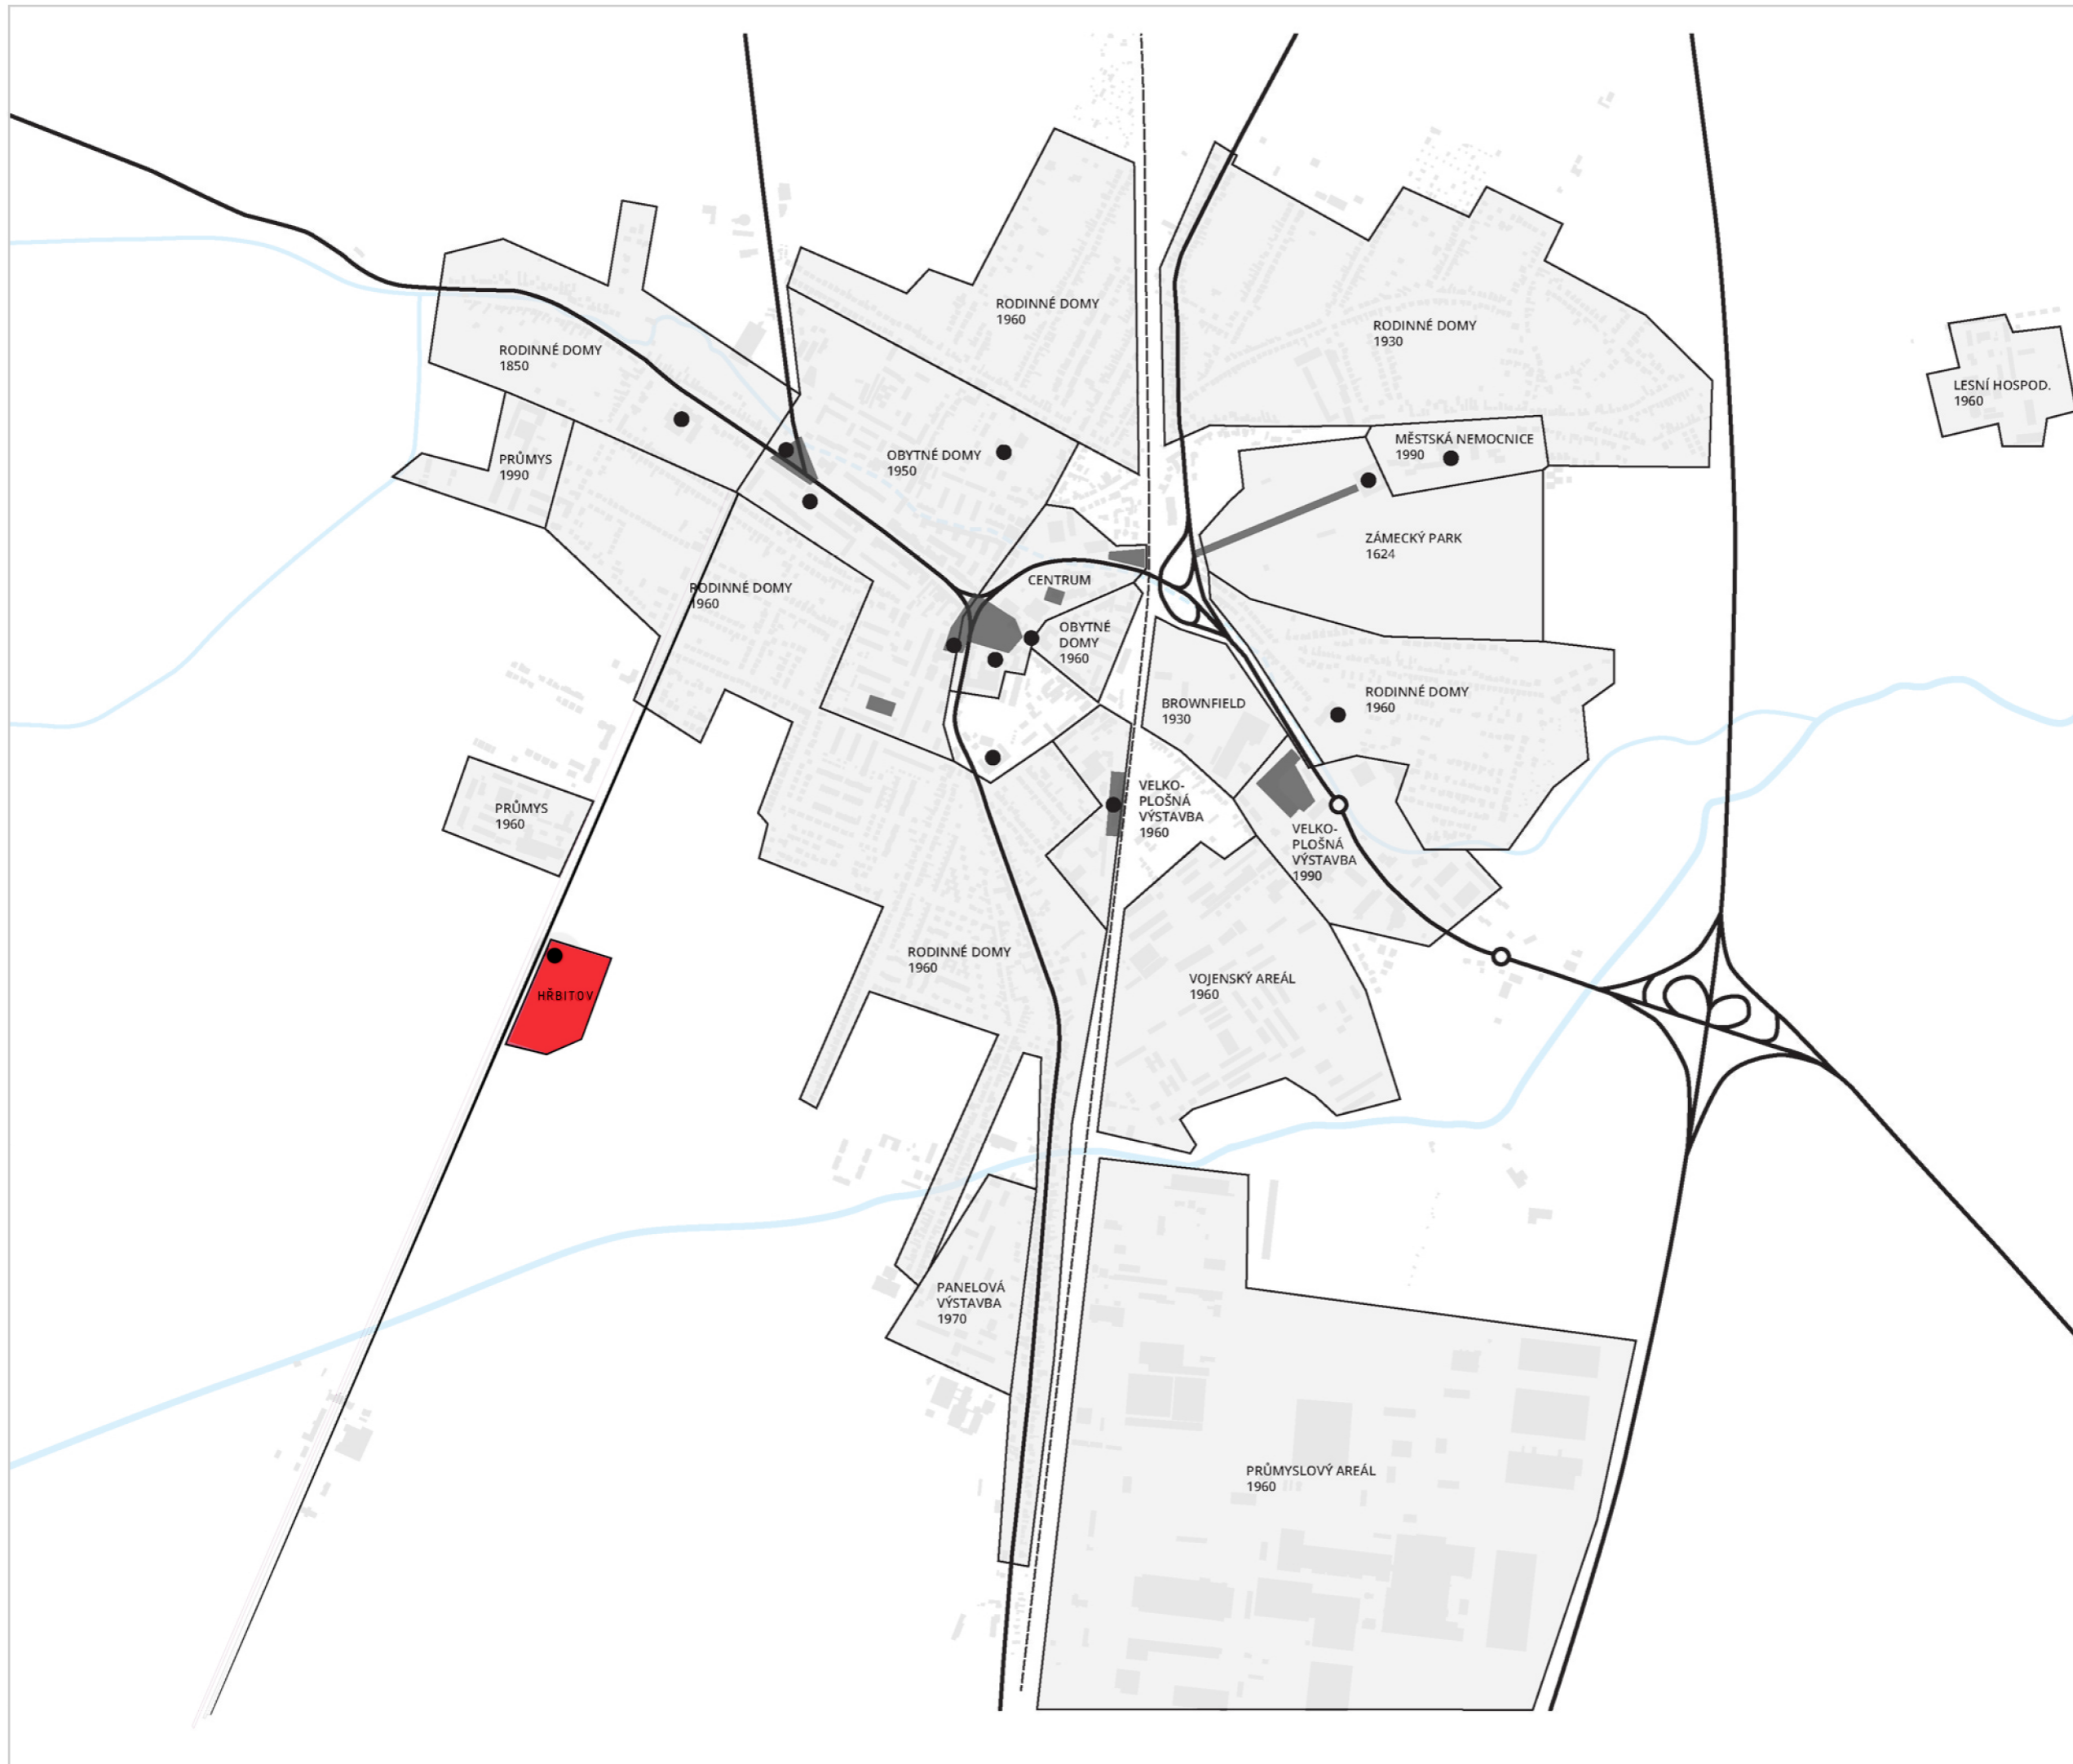 RODINNÉ DOMY
1960
RODINNÉ DOMY
1930
RODINNÉ DOMY
1850
LESNÍ HOSPOD.
1960
MĚSTSKÁ NEMOCNICE
1990
OBYTNÉ DOMY
1950
PRŮMYS
1990
ZÁMECKÝ PARK
1624
CENTRUM
RODINNÉ DOMY
1960
OBYTNÉ
DOMY
1960
RODINNÉ DOMY
1960
BROWNFIELD
1930
VELKO-
PLOŠNÁ
VÝSTAVBA
1960
PRŮMYS
1960
VELKO-
PLOŠNÁ
VÝSTAVBA
1990
RODINNÉ DOMY
1960
VOJENSKÝ AREÁL
1960
HŘBITOV
PANELOVÁ
VÝSTAVBA
1970
PRŮMYSLOVÝ AREÁL
1960